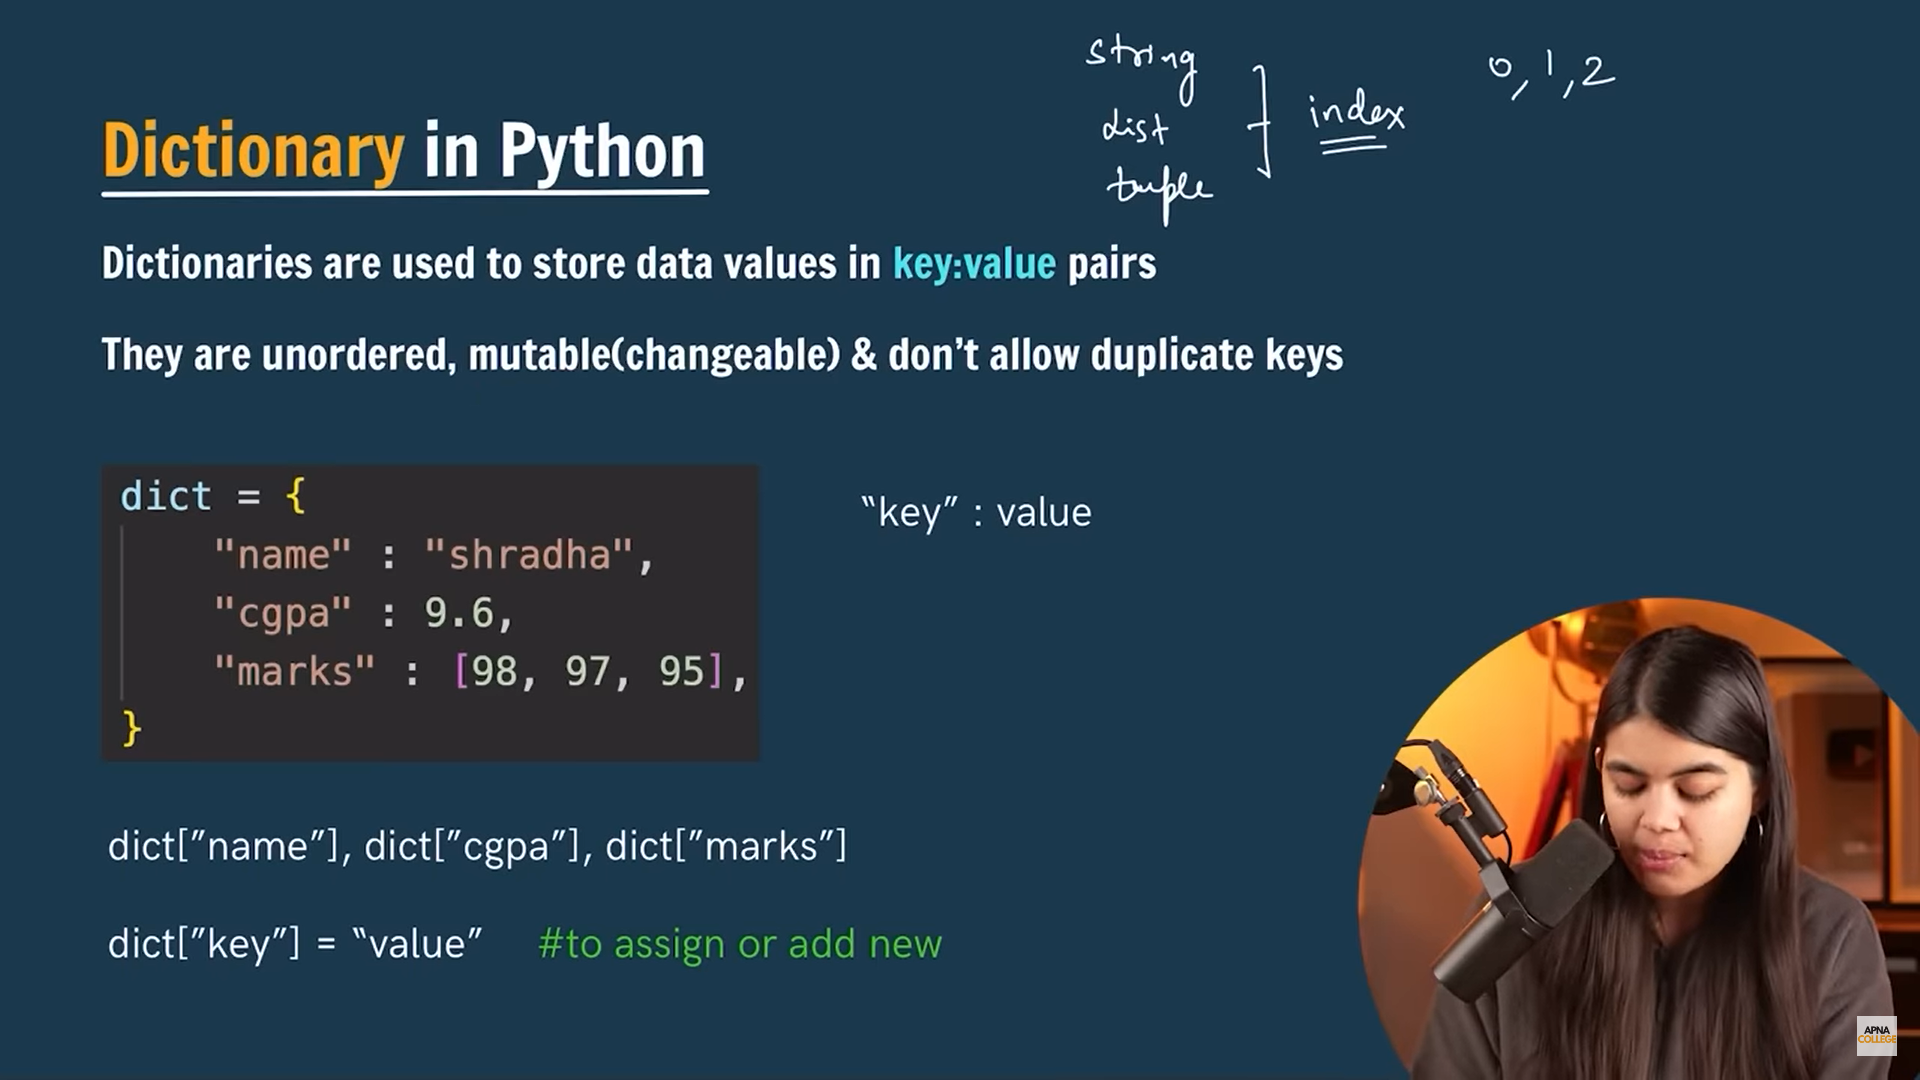 string
list
tuple
index
0, 1, 2
Dictionary in Python
Dictionaries are used to store data values in key:value pairs
They are unordered, mutable(changeable) & don’t allow duplicate keys
dict = {
"name" : "shradha",
"cgpa" : 9.6,
"marks" : [98, 97, 95],
}
“key” : value
dict[”name”], dict[”cgpa”], dict[”marks”]
dict[”key”] = “value” #to assign or add new
APNA
COLLEGE